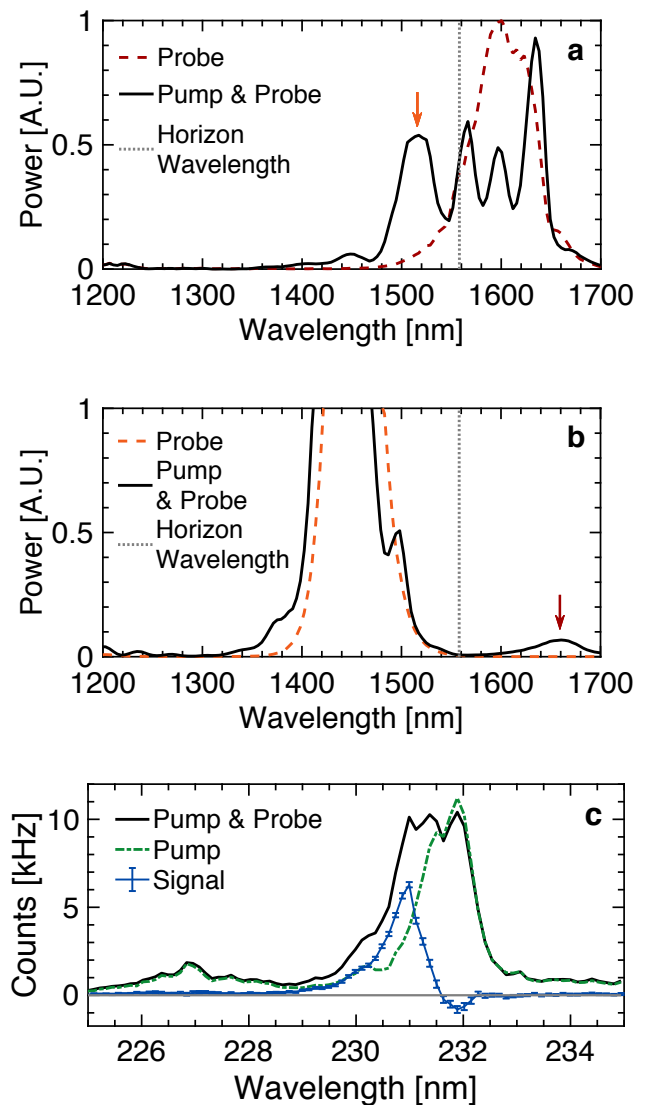 1
a
Probe
Pump & Probe
Horizon
Wavelength
0.5
0
Power [A.U.]
1200 1300 1400 1500 1600 1700
Wavelength [nm]
1
b
Probe
Pump
& Probe
Horizon
Wavelength
0.5
0
Power [A.U.]
1200 1300 1400 1500 1600 1700
Wavelength [nm]
c
Pump & Probe
Pump
Signal
10
5
0
Counts [kHz]
226 228 230 232 234
Wavelength [nm]